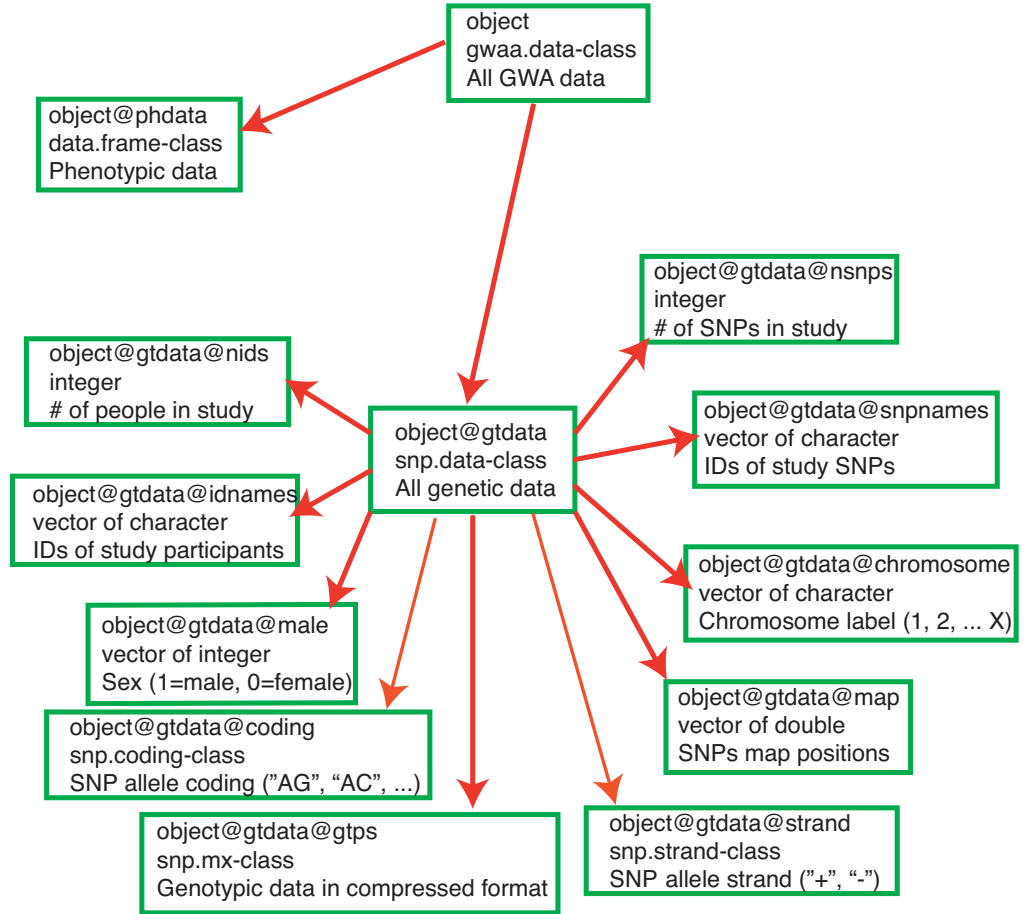 object
gwaa.data-class
All GWA data
object@phdata
data.frame-class
Phenotypic data
object@gtdata@nsnps
integer
# of SNPs in study
object@gtdata@nids
integer
# of people in study
object@gtdata
snp.data-class
All genetic data
object@gtdata@snpnames
vector of character
IDs of study SNPs
object@gtdata@idnames
vector of character
IDs of study participants
object@gtdata@chromosome
vector of character
Chromosome label (1, 2, ... X)
object@gtdata@male
vector of integer
Sex (1=male, 0=female)
object@gtdata@map
vector of double
SNPs map positions
object@gtdata@coding
snp.coding-class
SNP allele coding (”AG”, “AC”, ...)
object@gtdata@gtps
snp.mx-class
Genotypic data in compressed format
object@gtdata@strand
snp.strand-class
SNP allele strand (”+”, “-”)